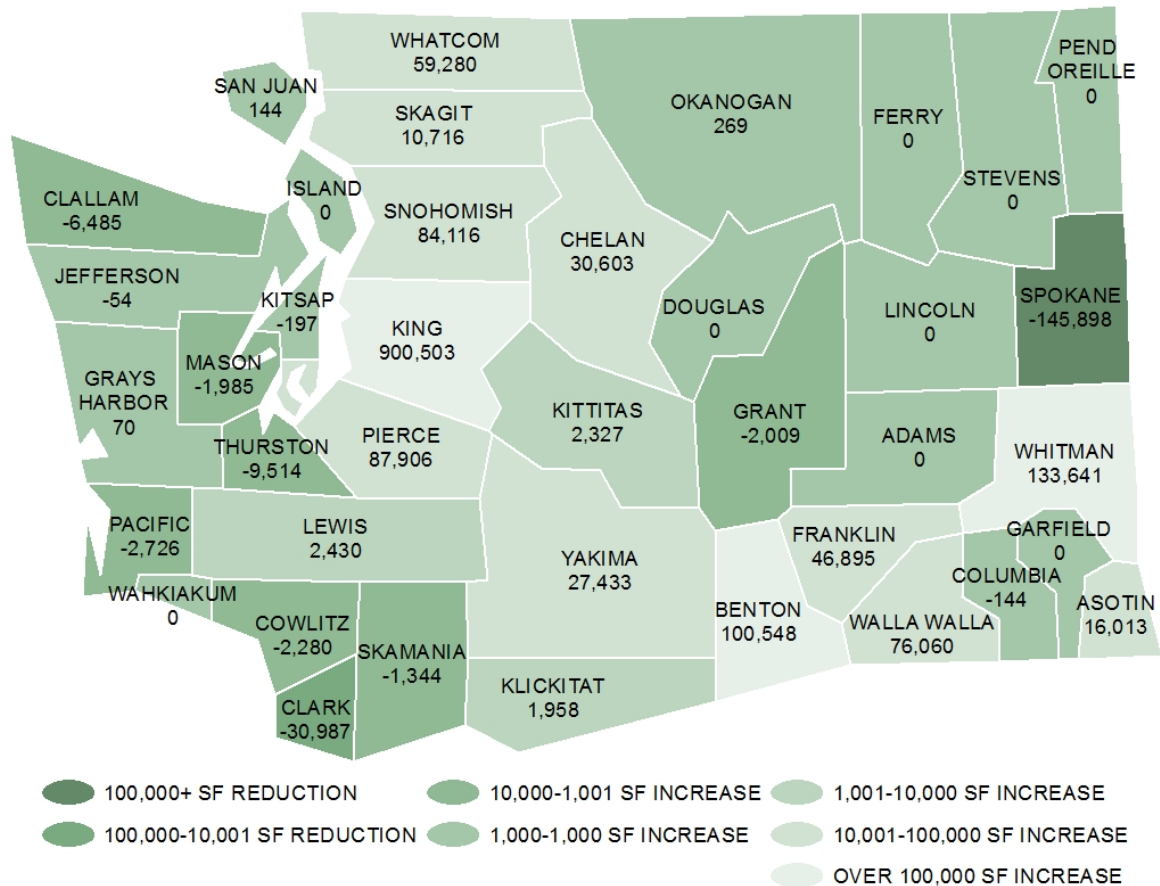 WHATCOM
59,280
PEND
OREILLE
0
SAN JUAN
144
OKANOGAN
269
SKAGIT
10,716
FERRY
0
STEVENS
0
ISLAND
0
CLALLAM
-6,485
SNOHOMISH
84,116
CHELAN
30,603
JEFFERSON
-54
KITSAP
-197
DOUGLAS
0
LINCOLN
0
SPOKANE
-145,898
KING
900,503
MASON
-1,985
GRAYS
HARBOR
70
KITTITAS
2,327
GRANT
-2,009
ADAMS
0
WHITMAN
133,641
PIERCE
87,906
THURSTON
-9,514
PACIFIC
-2,726
LEWIS
2,430
YAKIMA
27,433
FRANKLIN
46,895
GARFIELD
0
COLUMBIA
-144
WAHKIAKUM
0
BENTON
100,548
ASOTIN
16,013
COWLITZ
-2,280
WALLA WALLA
76,060
SKAMANIA
-1,344
KLICKITAT
1,958
CLARK
-30,987
100,000+ SF REDUCTION
100,000-10,001 SF REDUCTION
10,000-1,001 SF INCREASE
1,000-1,000 SF INCREASE
1,001-10,000 SF INCREASE
10,001-100,000 SF INCREASE
OVER 100,000 SF INCREASE